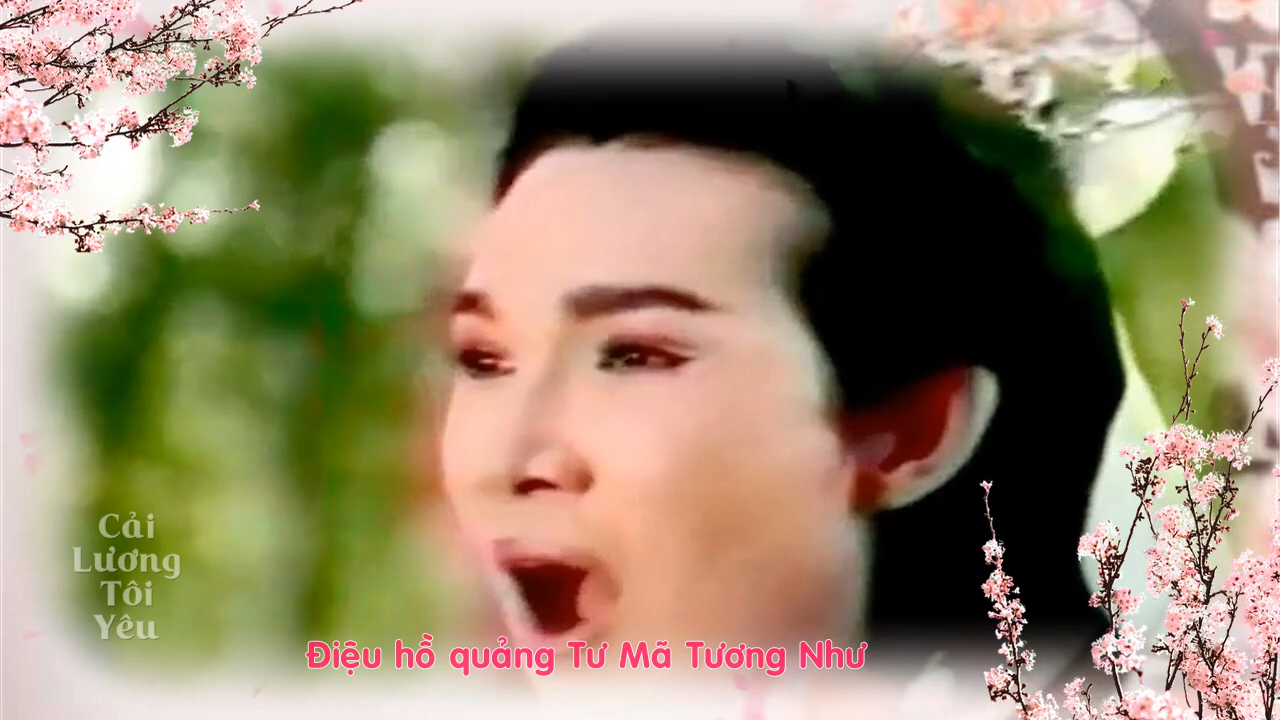 Cải
Lương
Tôi
Yêu
Điệu hồ quảng Tư Mã Tương Như